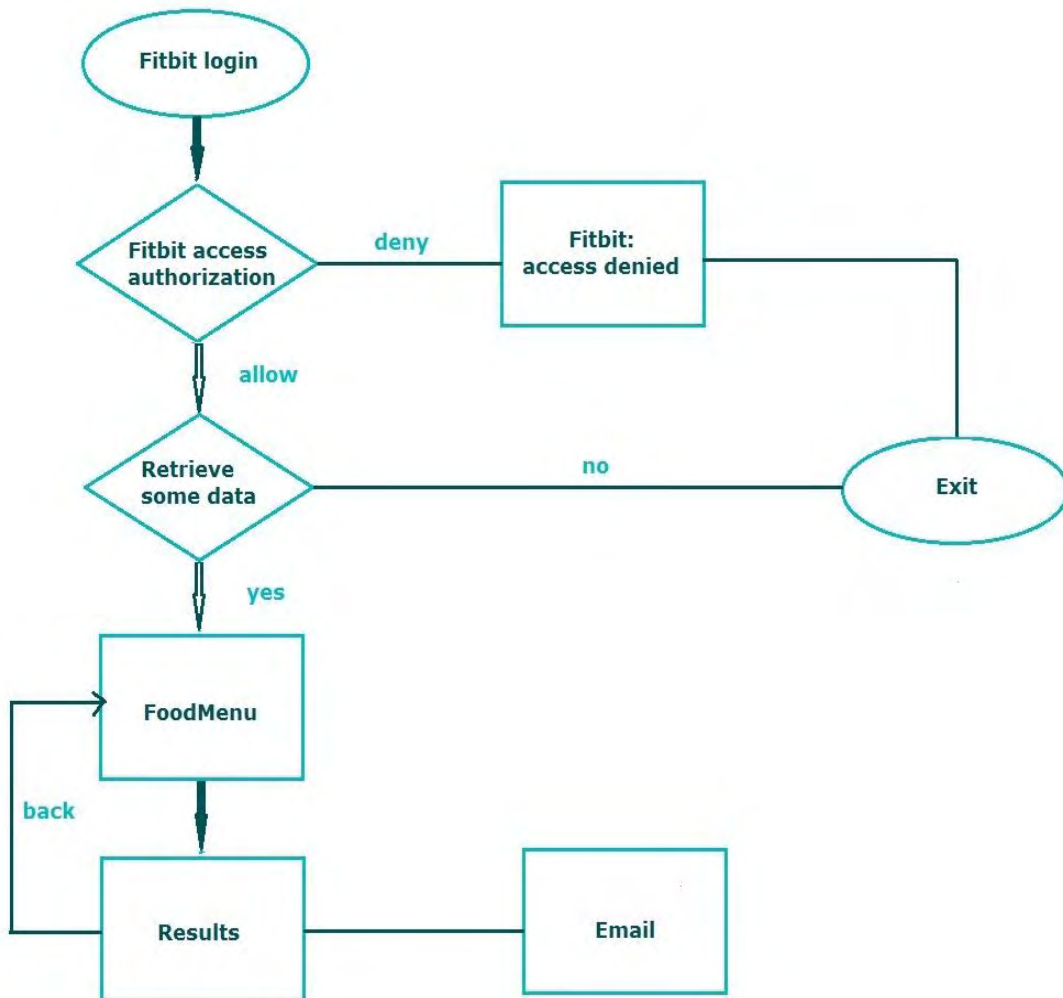 Fitbit login
Fitbit access
authorization
deny
Fitbit:
access denied
allow
Retrieve
some data
no
Exit
yes
FoodMenu
back
Results
Email